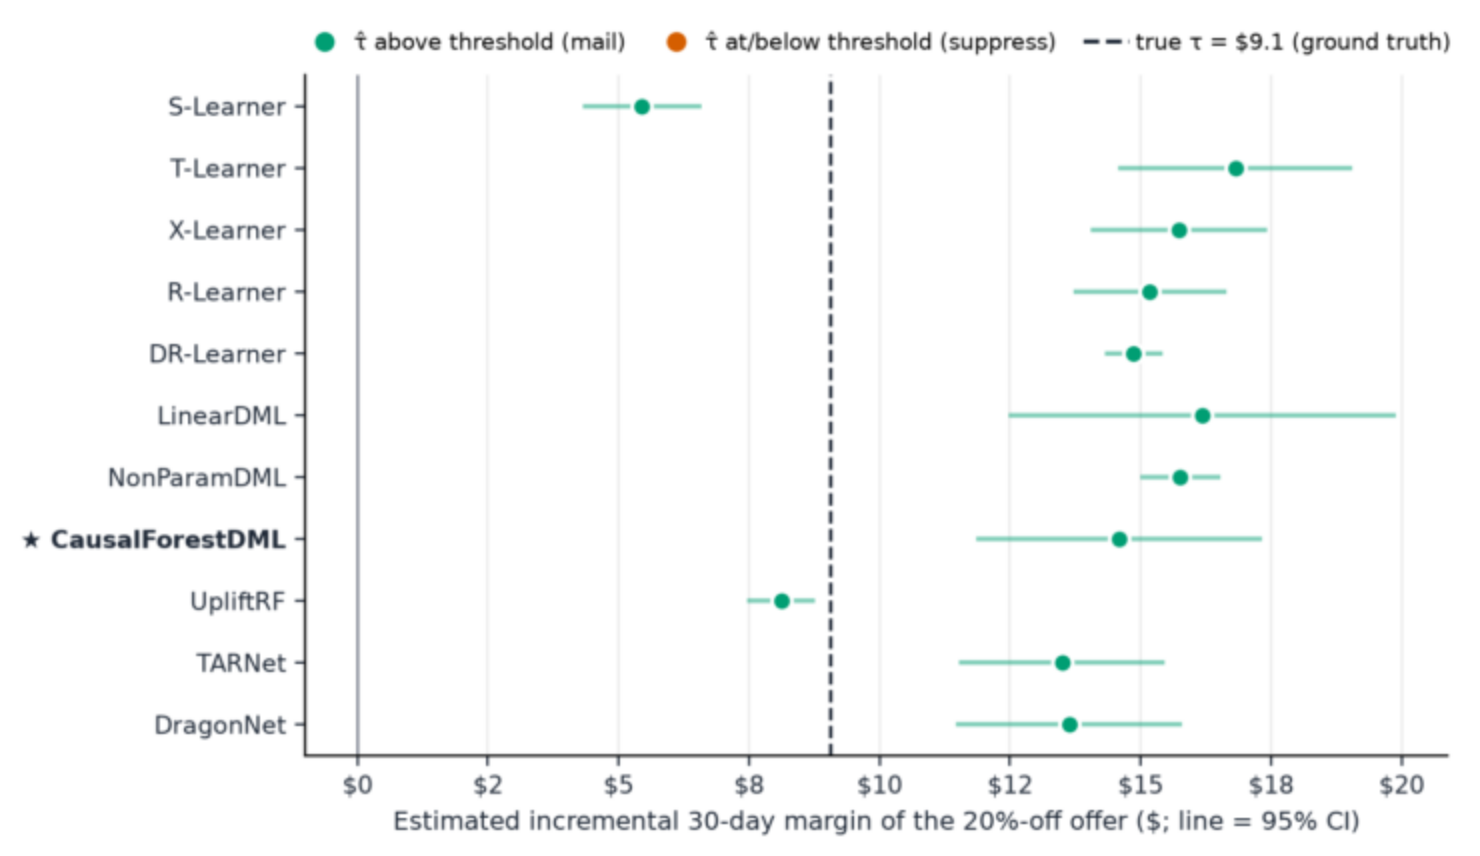 τ̂ above threshold (mail) τ̂ at/below threshold (suppress) true τ = $9.1 (ground truth)
S-Learner
T-Learner
X-Learner
R-Learner
DR-Learner
LinearDML
NonParamDML
★ CausalForestDML
UpliftRF
TARNet
DragonNet
$0 $2 $5 $8 $10 $12 $15 $18 $20
Estimated incremental 30-day margin of the 20%-off offer ($; line = 95% CI)